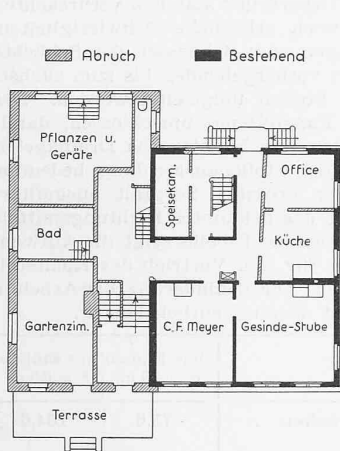 Abruch
Bestehend
Pflanzen u.
Geräte
Bad
Gartenzim.
Terrasse
Speisekam.
Office
Küche
C.F. Meyer
Gesinde-Stube